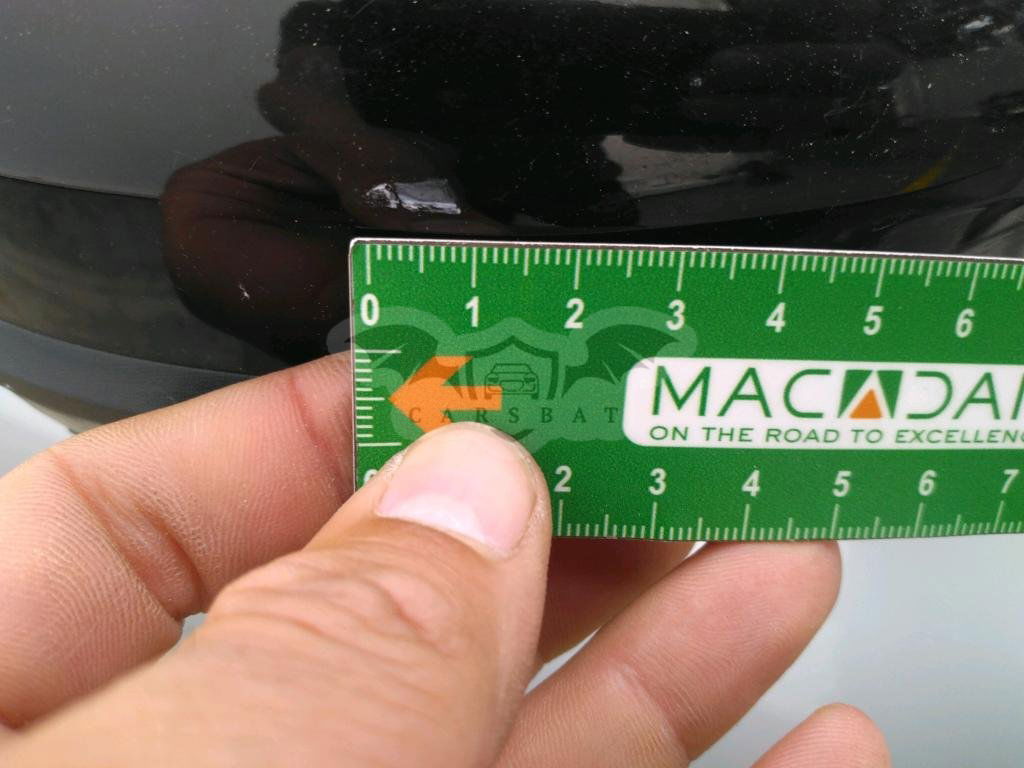 0 1 2 3 4 5 6
MACADAM
CARSBAT
ON THE ROAD TO EXCELLENC
2 3 4 5 6 7